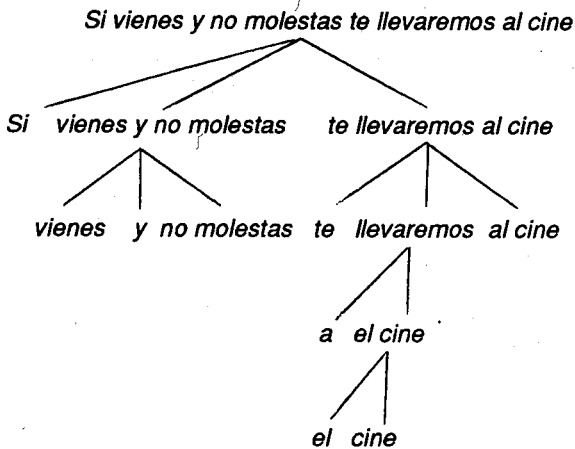 Si vienes y no molestas te llevaremos al cine
Si vienes y no molestas te llevaremos al cine
vienes y no molestas te llevaremos al cine
a el cine
el cine